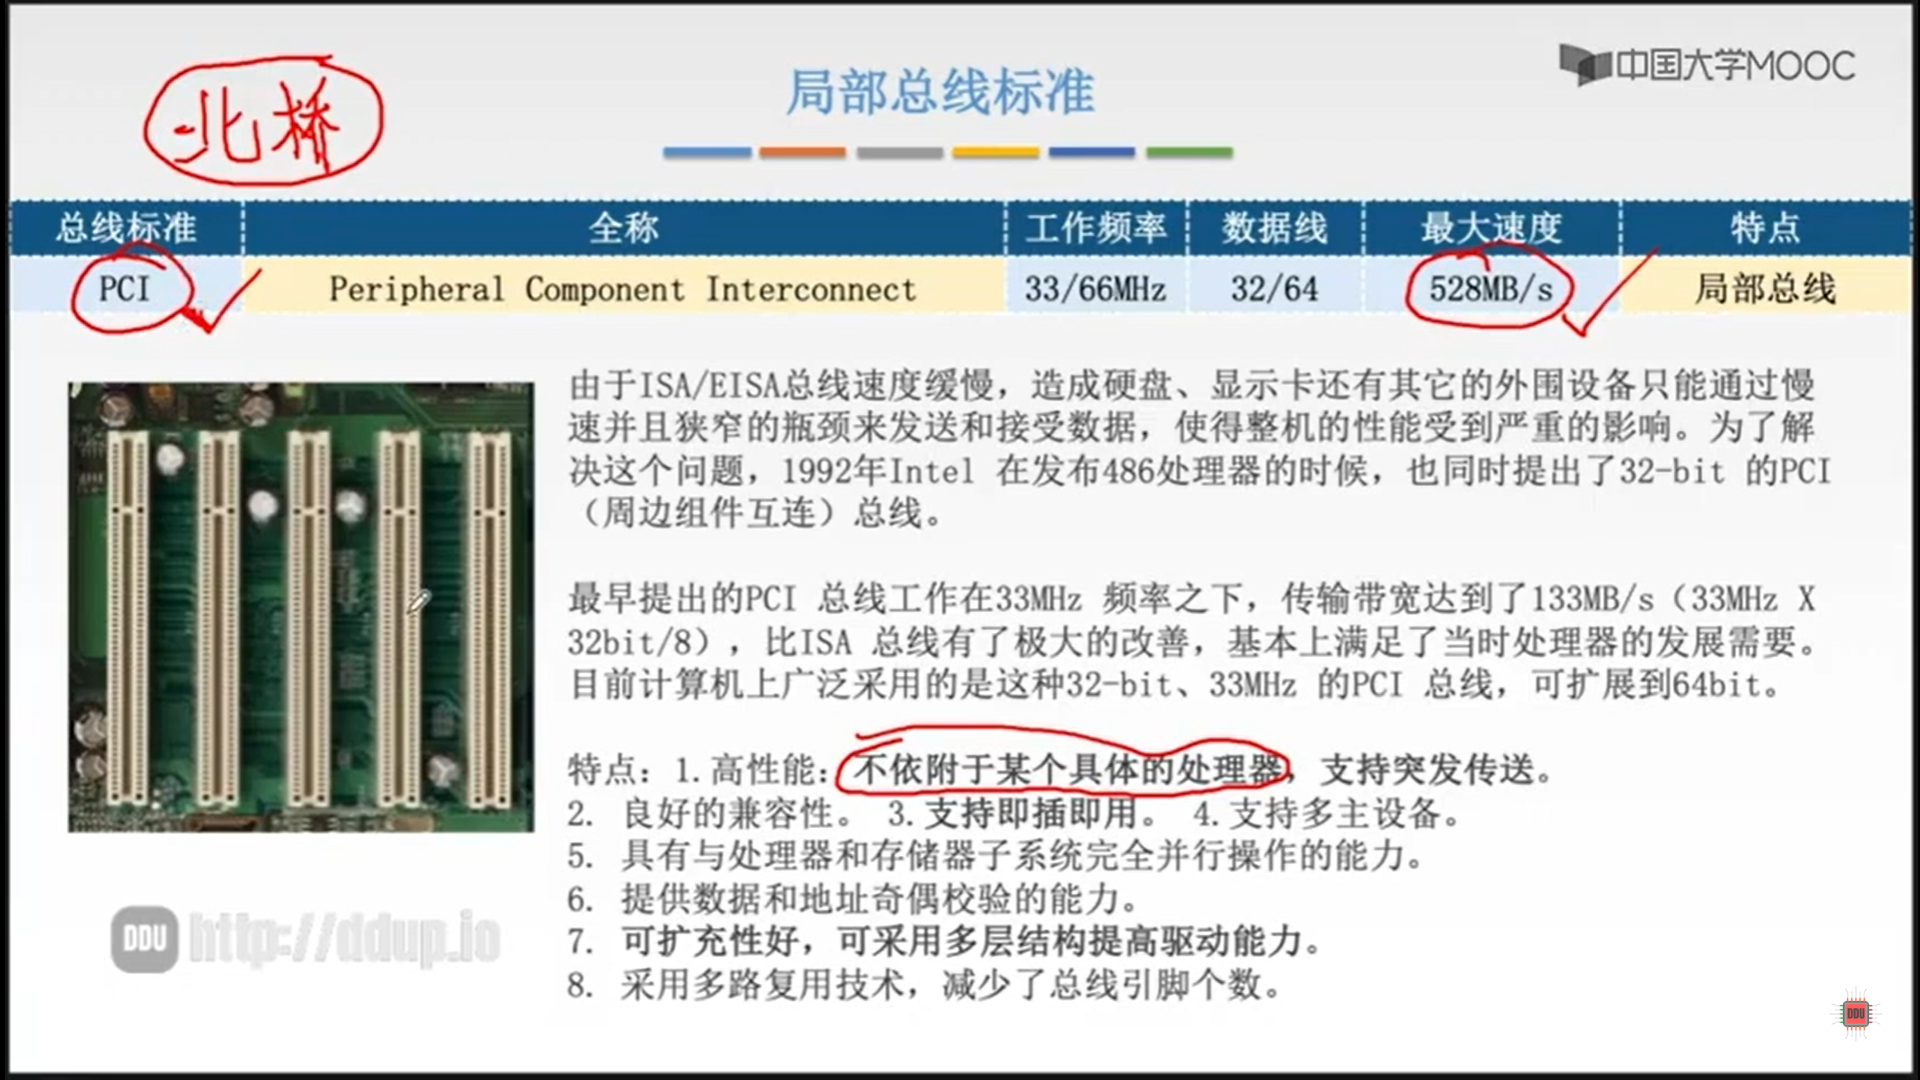 北桥
局部总线标准
中国大学MOOC
总线标准 全称 工作频率 数据线 最大速度 特点
PCI Peripheral Component Interconnect 33/66MHz 32/64 528MB/s 局部总线
由于ISA/EISA总线速度缓慢，造成硬盘、显示卡还有其它的外围设备只能通过慢
速并且狭窄的瓶颈来发送和接受数据，使得整机的性能受到严重的影响。为了解
决这个问题，1992年Intel 在发布486处理器的时候，也同时提出了32-bit 的PCI
（周边组件互连）总线。
最早提出的PCI 总线工作在33MHz 频率之下，传输带宽达到了133MB/s（33MHz X
32bit/8），比ISA 总线有了极大的改善，基本上满足了当时处理器的发展需要。
目前计算机上广泛采用的是这种32-bit、33MHz 的PCI 总线，可扩展到64bit。
特点：1.高性能：不依附于某个具体的处理器，支持突发传送。
2. 良好的兼容性。 3.支持即插即用。 4.支持多主设备。
5. 具有与处理器和存储器子系统完全并行操作的能力。
6. 提供数据和地址奇偶校验的能力。
7. 可扩充性好，可采用多层结构提高驱动能力。
8. 采用多路复用技术，减少了总线引脚个数。
DDU http://ddup.io
DDU